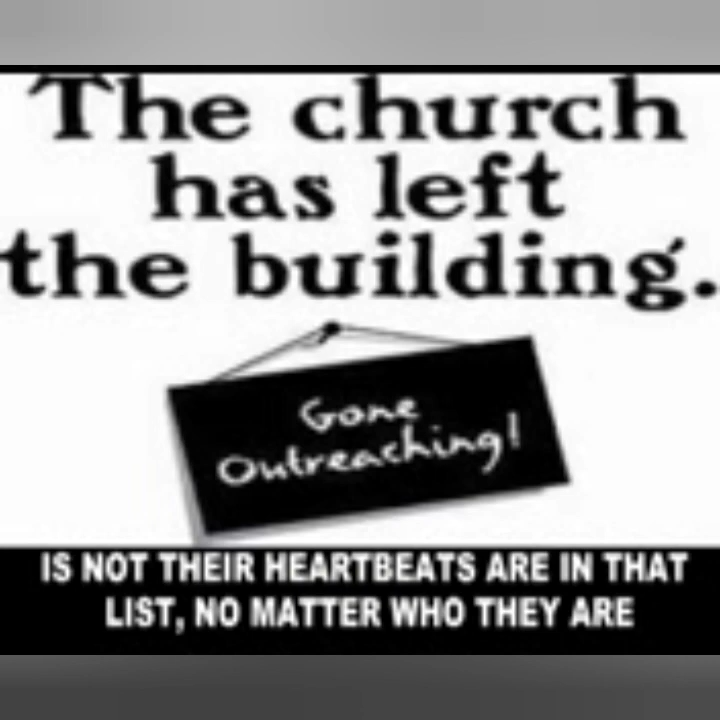 The church
has left
the building.
Gone
Outreaching!
IS NOT THEIR HEARTBEATS ARE IN THAT
LIST, NO MATTER WHO THEY ARE